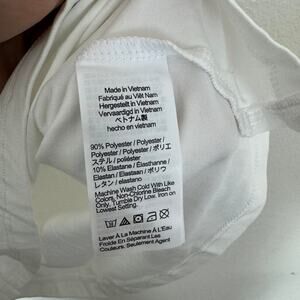 Made in Vietnam
Fabriqué au Viêt Nam
Hergestellt in Vietnam
Vervaardigd in Vietnam
ベトナム製
hecho en vietnam
90% Polyester / Polyester /
Polyester / Polyester / ポリエ
ステル / poliéster
10% Elastane / Élasthanne /
Elastan / Elastaan / ポリウ
レタン / elastano
Machine Wash Cold With Like
Colors, Non-Chlorine Bleach
Only, Tumble Dry Low, Iron on
Lowest Setting.
Laver À La Machine À L'Eau
Froide En Séparant Les
Couleurs, Seulement Agent